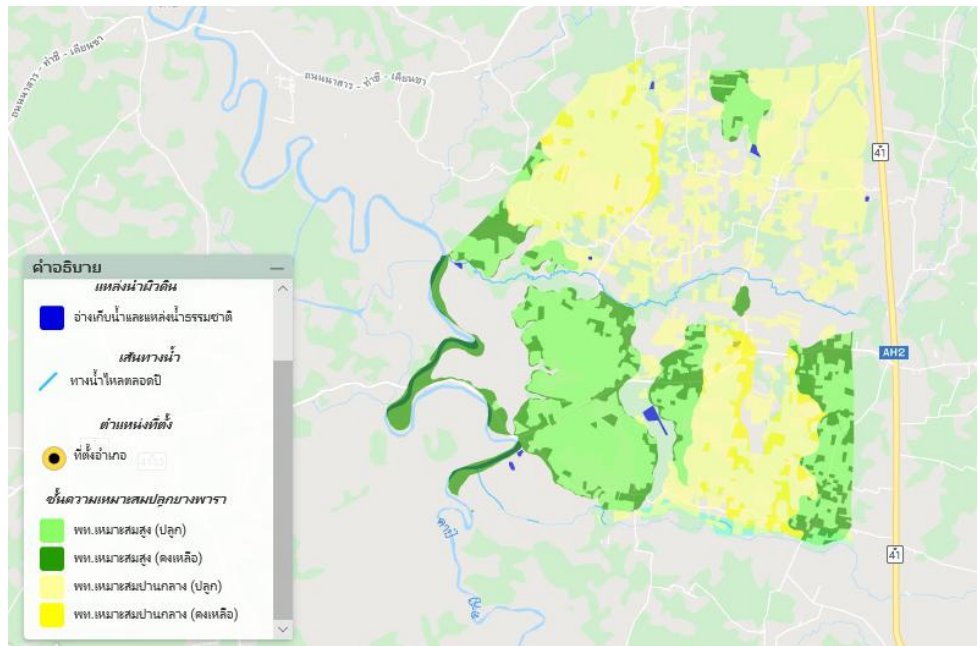 ถนนนาสาร - ท่าชี - เคียนซา
ถนนนาสาร - ท่าชี - เคียนซา
41
AH2
41
คำอธิบาย
แหล่งน้ำผิวดิน
อ่างเก็บน้ำและแหล่งน้ำธรรมชาติ
เส้นทางน้ำ
ทางน้ำไหลตลอดปี
ตำแหน่งที่ตั้ง
ที่ตั้งอำเภอ
ชั้นความเหมาะสมปลูกยางพารา
พท.เหมาะสมสูง (ปลูก)
พท.เหมาะสมสูง (คงเหลือ)
พท.เหมาะสมปานกลาง (ปลูก)
พท.เหมาะสมปานกลาง (คงเหลือ)